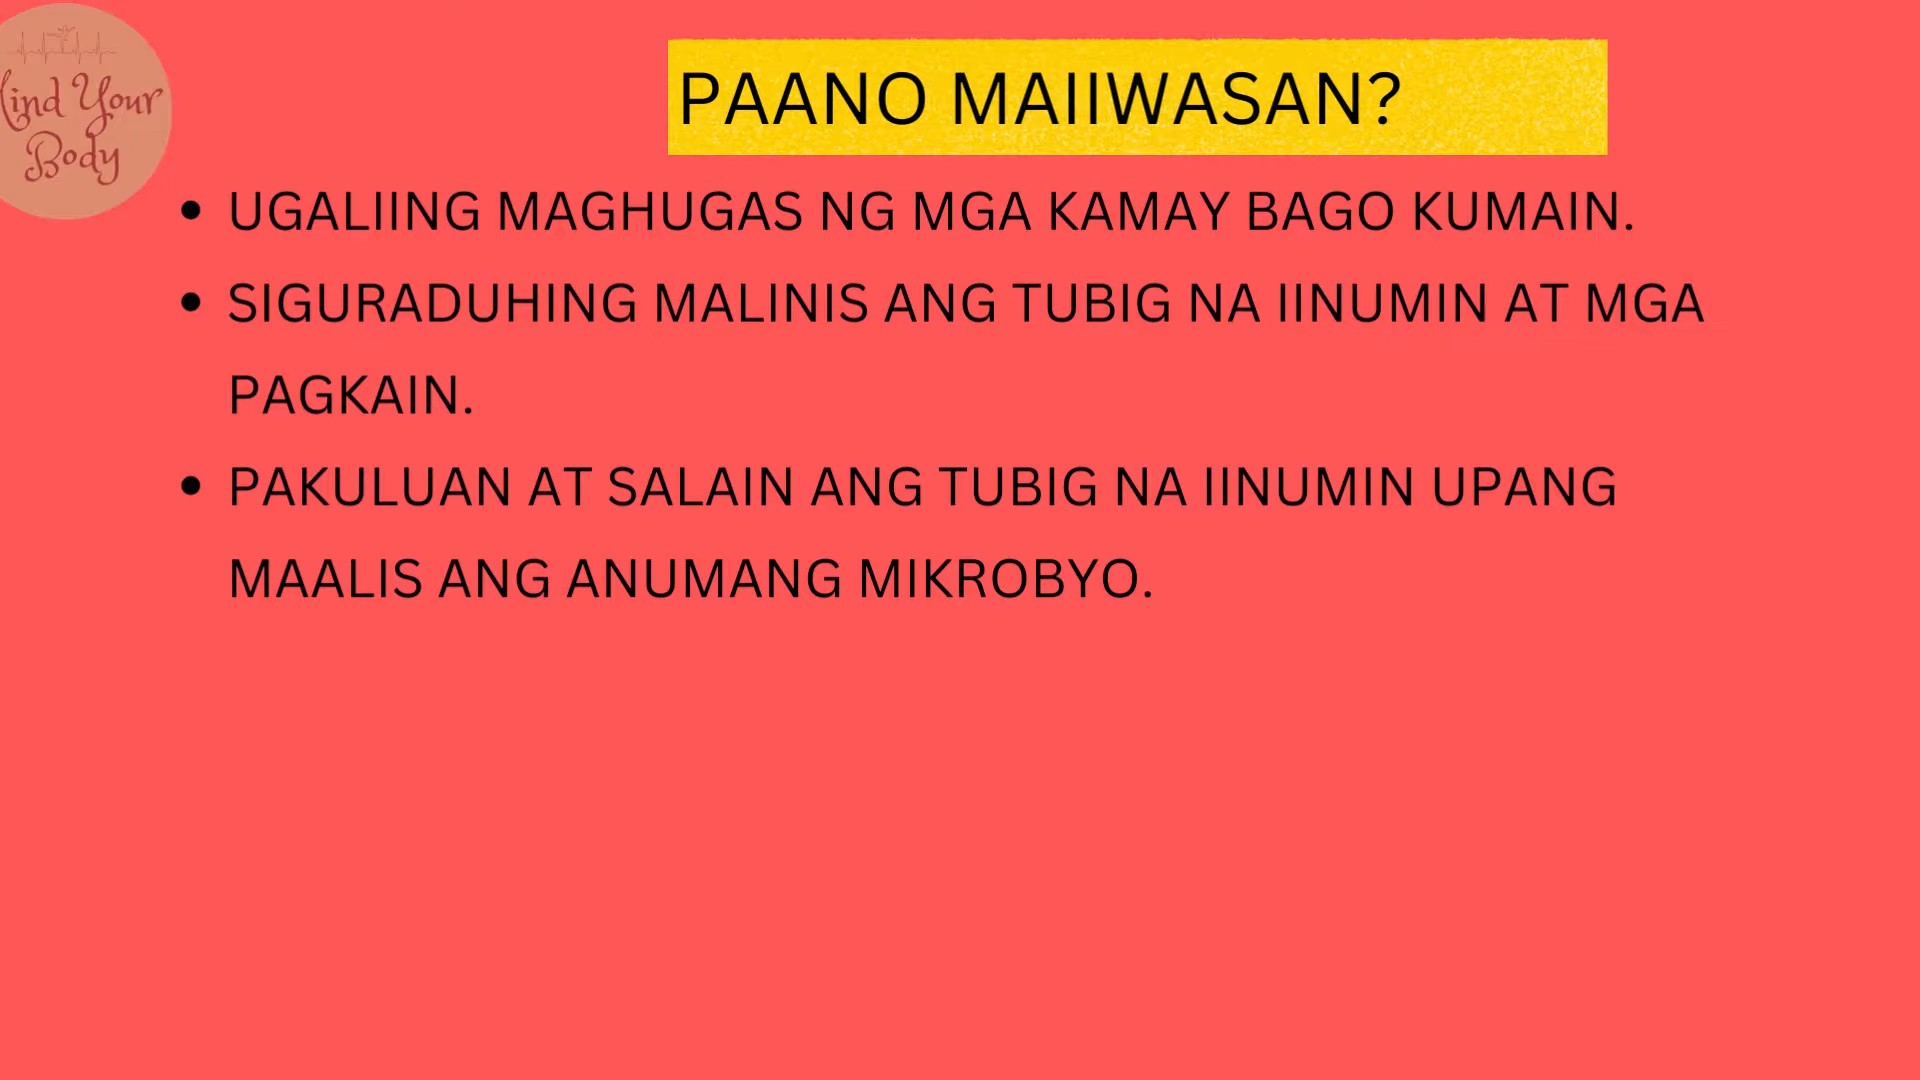 Your
Body
PAANO MAIIWASAN?
• UGALIING MAGHUGAS NG MGA KAMAY BAGO KUMAIN.
• SIGURADUHING MALINIS ANG TUBIG NA IINUMIN AT MGA
PAGKAIN.
• PAKULUAN AT SALAIN ANG TUBIG NA IINUMIN UPANG
MAALIS ANG ANUMANG MIKROBYO.